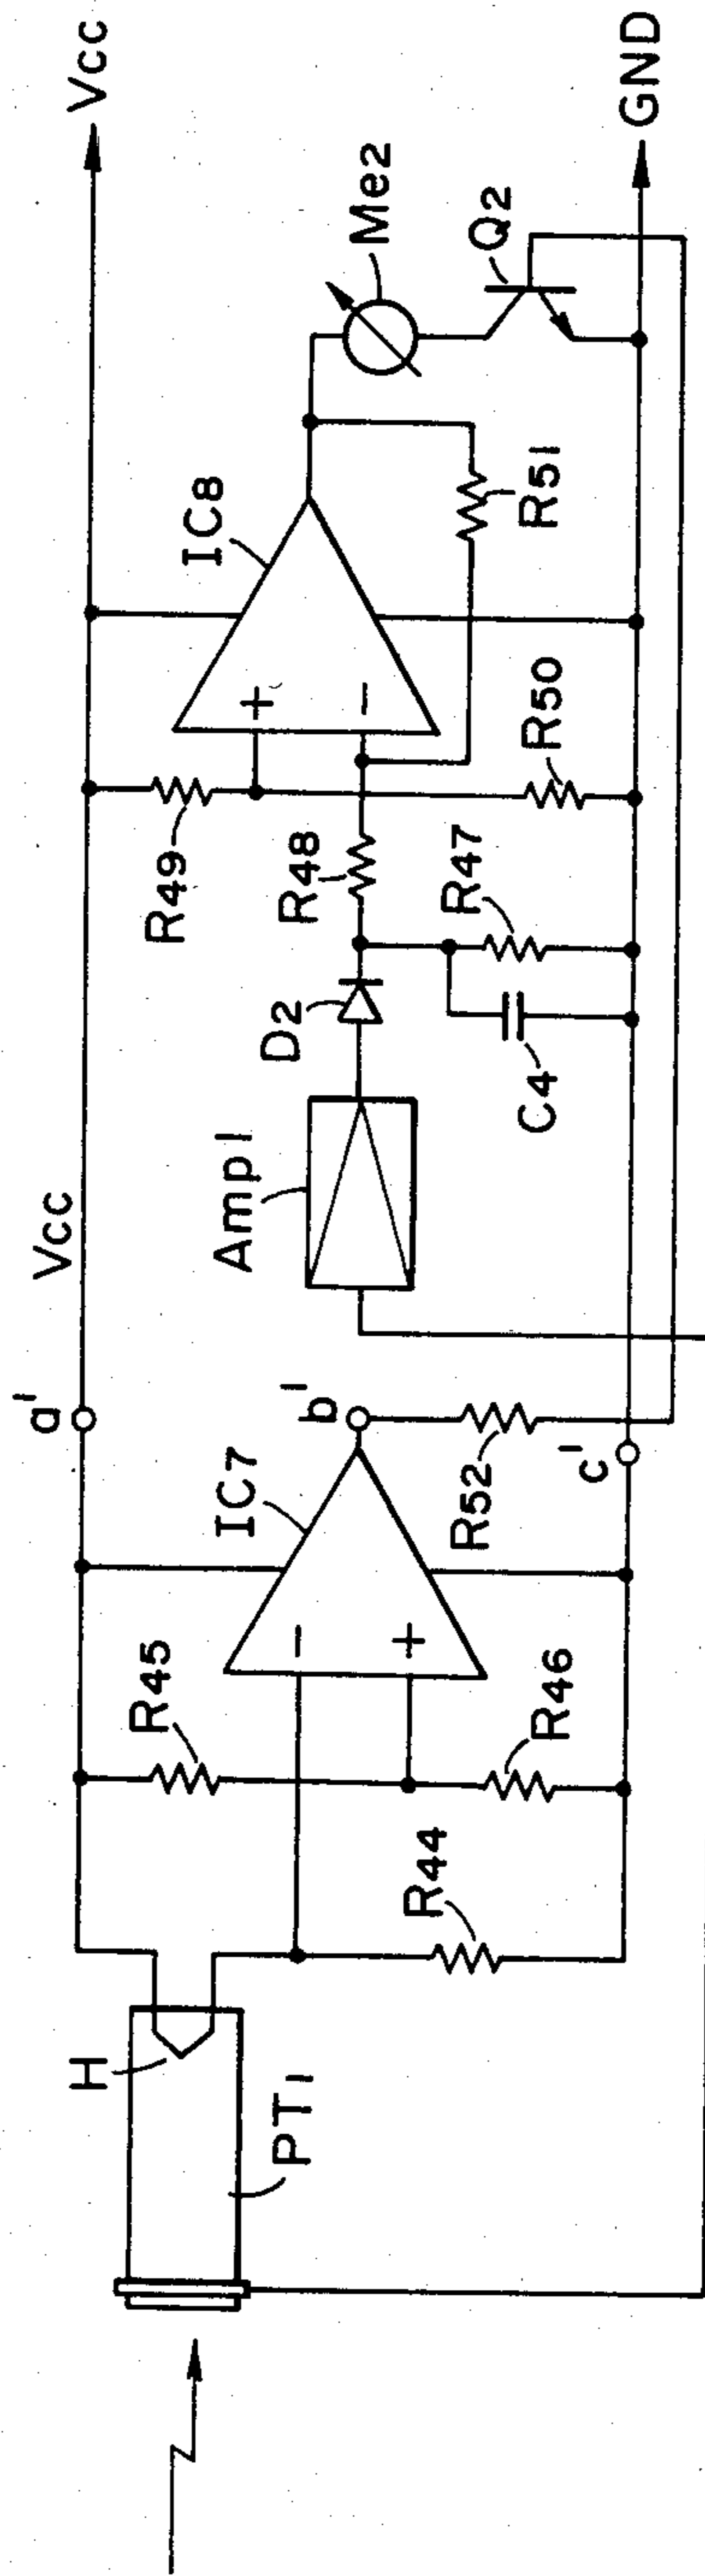 Vcc
GND
Vcc
a'
b'
c'
H
PT1
R44
R45
R46
IC7
R52
Amp1
D2
C4
R47
R48
R49
R50
IC8
+
-
-
+
R51
Me2
Q2